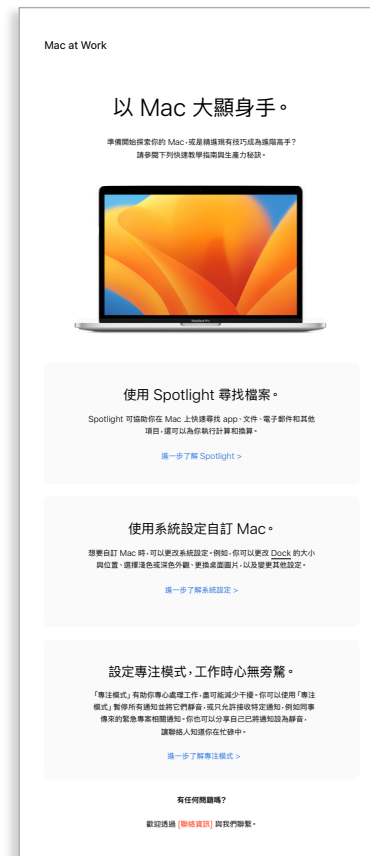 Mac at Work
以 Mac 大顯身手。
準備開始探索你的 Mac，或是精進現有技巧成為進階高手？
請參閱下列快速教學指南與生產力秘訣。
MacBook Pro
使用 Spotlight 尋找檔案。
Spotlight 可協助你在 Mac 上快速尋找 app、文件、電子郵件和其他
項目，還可以為你執行計算和換算。
進一步了解 Spotlight >
使用系統設定自訂 Mac。
想要自訂 Mac 時，可以更改系統設定。例如，你可以更改 Dock 的大小
與位置、選擇淺色或深色外觀、更換桌面圖片，以及變更其他設定。
進一步了解系統設定 >
設定專注模式，工作時心無旁騖。
「專注模式」有助你專心處理工作，盡可能減少干擾。你可以使用「專注
模式」暫停所有通知並將它們靜音，或只允許接收特定通知，例如同事
傳來的緊急專案相關通知。你也可以分享自己已將通知設為靜音，
讓聯絡人知道你在忙碌中。
進一步了解專注模式 >
有任何問題嗎？
歡迎透過 [聯絡資訊] 與我們聯繫。